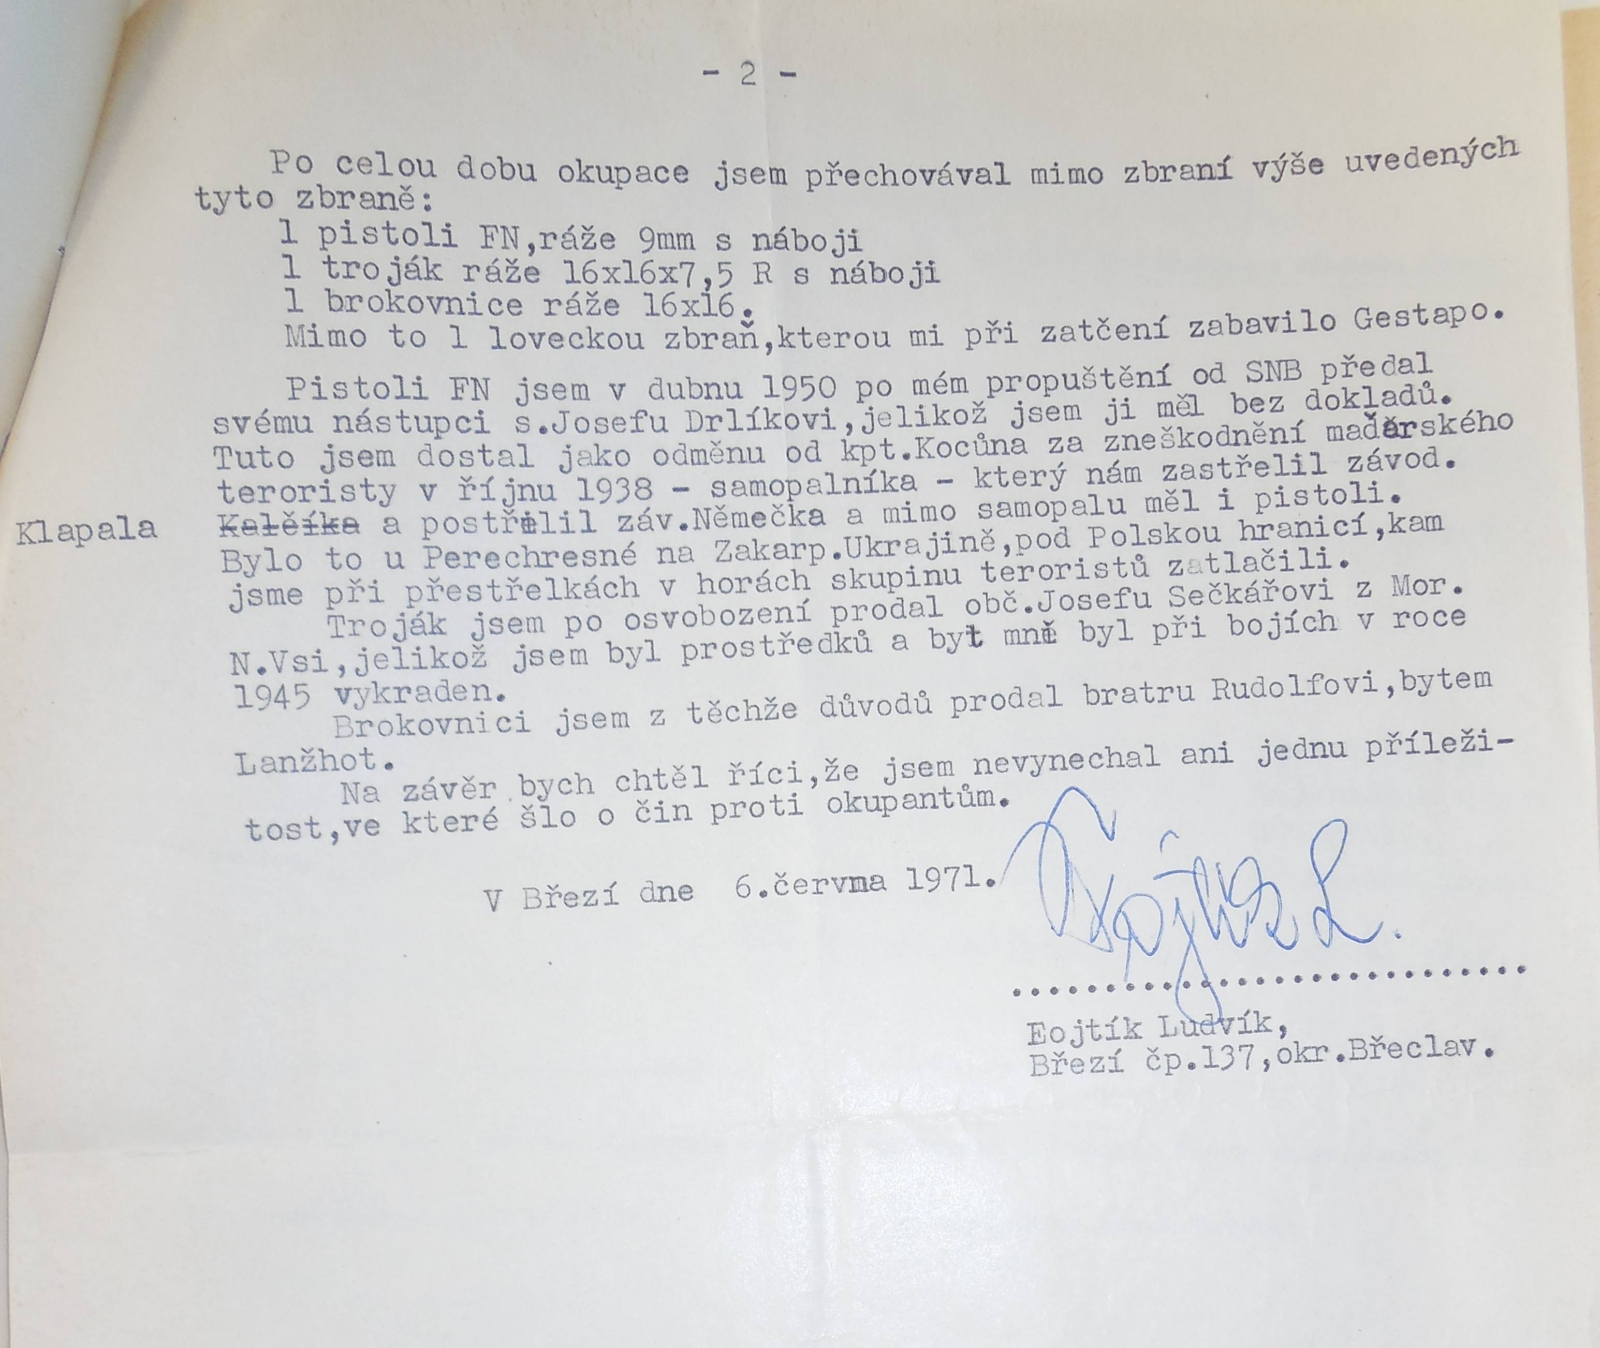 - 2 -
Po celou dobu okupace jsem přechovával mimo zbraní výše uvedených
tyto zbraně:
1 pistoli FN,ráže 9mm s náboji
1 troják ráže 16x16x7,5 R s náboji
1 brokovnice ráže 16x16.
Mimo to 1 loveckou zbraň,kterou mi při zatčení zabavilo Gestapo.
Pistoli FN jsem v dubnu 1950 po mém propuštění od SNB předal
svému nástupci s.Josefu Drlíkovi,jelikož jsem ji měl bez dokladů.
Tuto jsem dostal jako odměnu od kpt.Kocůna za zneškodnění maďarského
teroristy v říjnu 1938 - samopalníka - který nám zastřelil závod.
Klapala a postřelil záv.Němečka a mimo samopalu měl i pistoli.
Bylo to u Perechresné na Zakarp.Ukrajině,pod Polskou hranicí,kam
jsme při přestřelkách v horách skupinu teroristů zatlačili.
Troják jsem po osvobození prodal obč.Josefu Sečkářovi z Mor.
N.Vsi,jelikož jsem byl prostředků a byt mně byl při bojích v roce
1945 vykraden.
Brokovnici jsem z těchže důvodů prodal bratru Rudolfovi,bytem
Lanžhot.
Na závěr bych chtěl říci,že jsem nevynechal ani jednu příleži-
tost,ve které šlo o čin proti okupantům.
V Březí dne 6.června 1971.
Eojtík Ludvík,
Březí čp.137,okr.Břeclav.